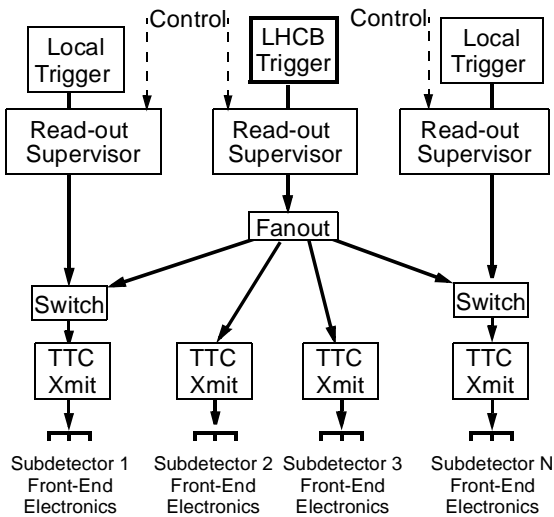 Control
LHCB
Trigger
Control
Local
Trigger
Local
Trigger
Read-out
Supervisor
Read-out
Supervisor
Read-out
Supervisor
Fanout
Switch
Switch
TTC
Xmit
TTC
Xmit
TTC
Xmit
TTC
Xmit
Subdetector 1
Front-End
Electronics
Subdetector 2
Front-End
Electronics
Subdetector 3
Front-End
Electronics
Subdetector N
Front-End
Electronics